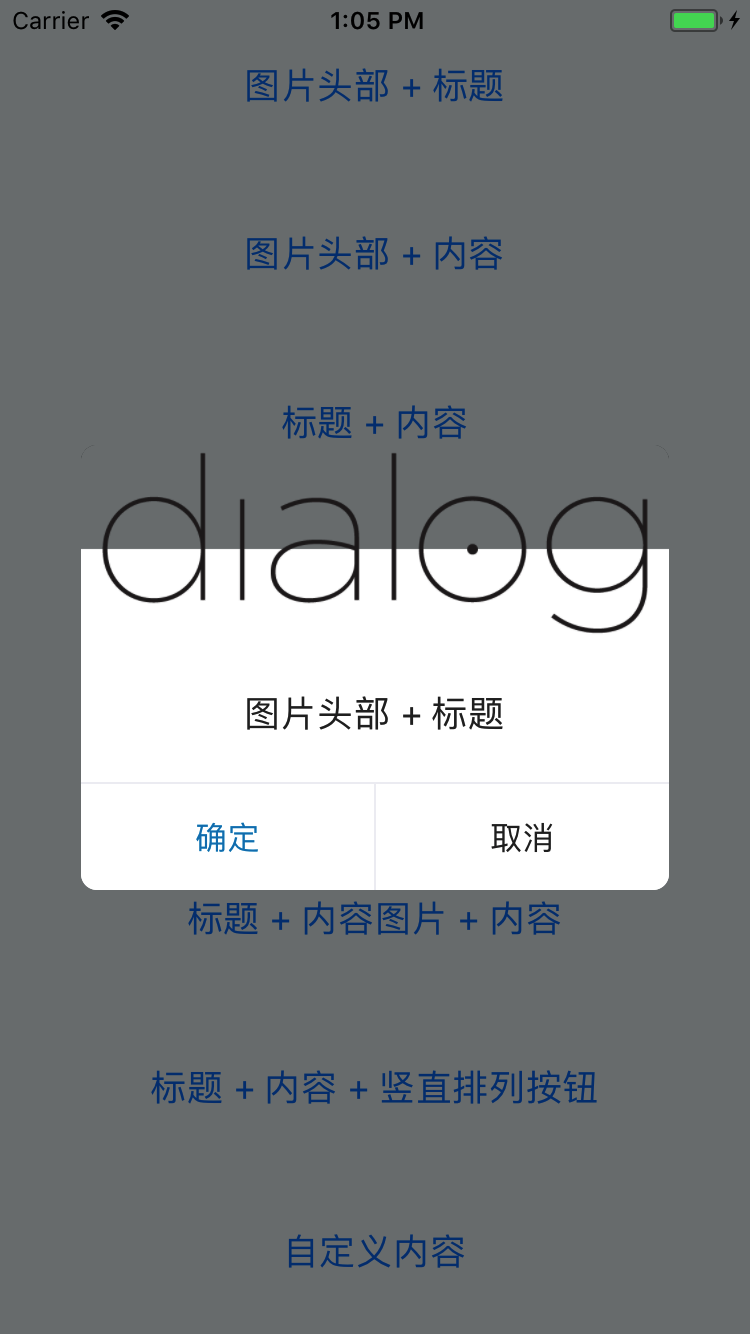 Carrier 1:05 PM
图片头部 + 标题
图片头部 + 内容
标题 + 内容
dialog
图片头部 + 标题
确定 取消
标题 + 内容图片 + 内容
标题 + 内容 + 竖直排列按钮
自定义内容